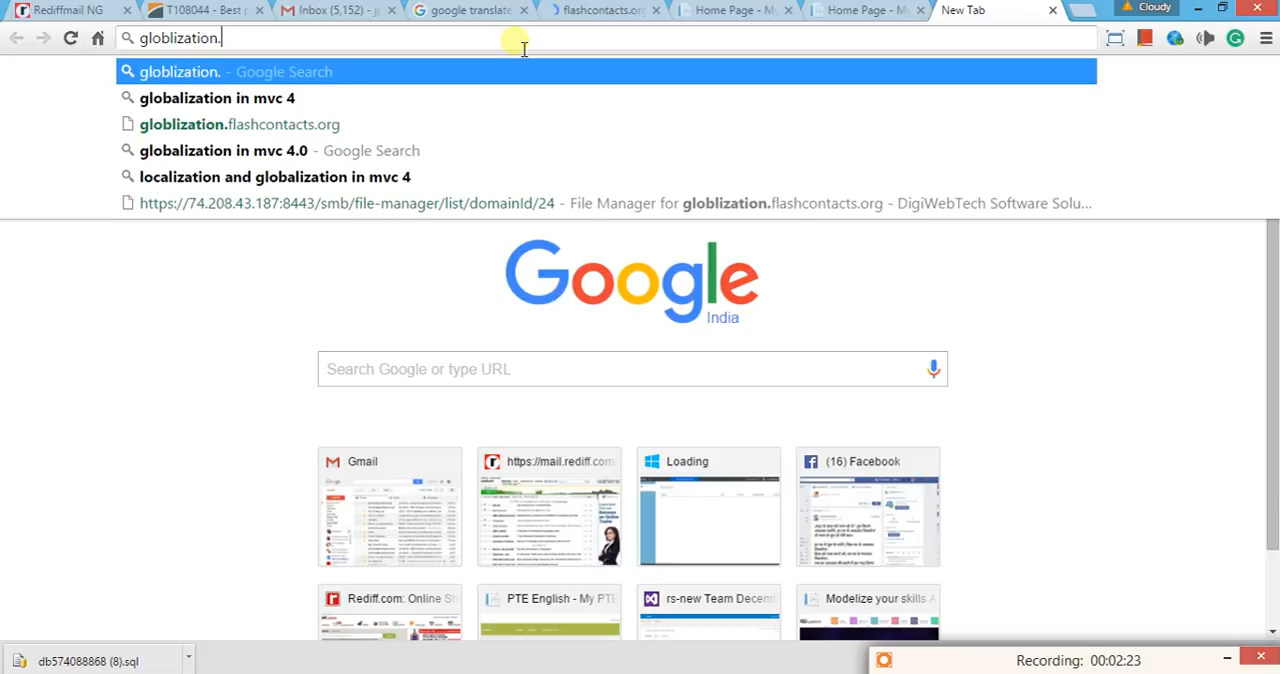 Rediffmail NG
T108044 - Best
Inbox (5,152) - j
google translate
flashcontacts.org
Home Page - My
Home Page - My
New Tab
Cloudy
globlization.
globlization. - Google Search
globalization in mvc 4
globlization.flashcontacts.org
globalization in mvc 4.0 - Google Search
localization and globalization in mvc 4
https://74.208.43.187:8443/smb/file-manager/list/domainId/24 - File Manager for globlization.flashcontacts.org - DigiWebTech Software Solu...
Google
India
Search Google or type URL
Gmail
https://mail.rediff.com
Loading
(16) Facebook
Rediff.com: Online S
PTE English - My PTE
rs-new Team Decem
Modelize your skills A
db574088868 (8).sql
Recording: 00:02:23